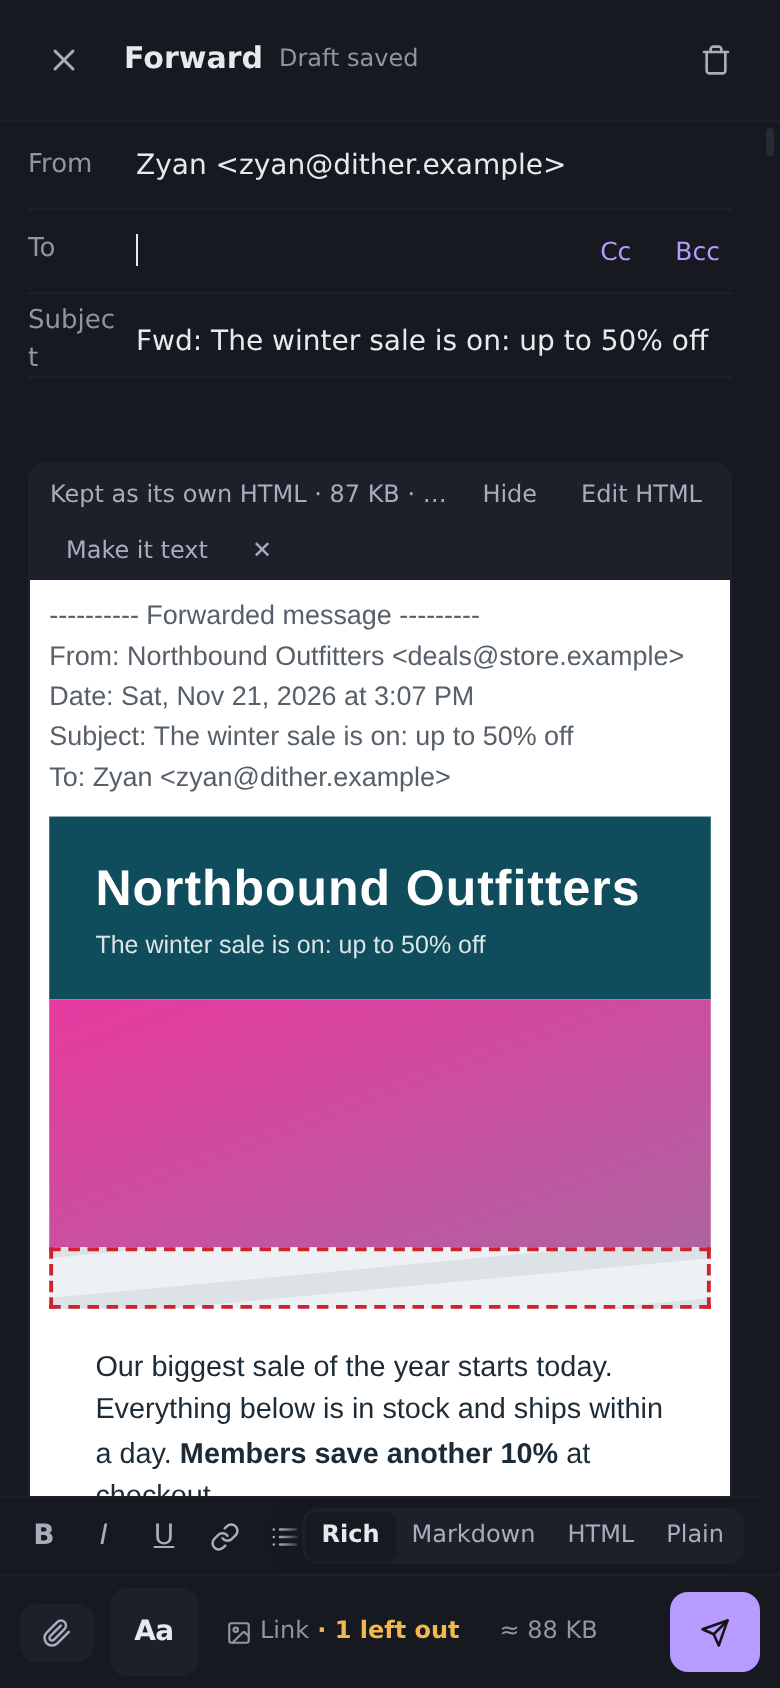 Forward Draft saved
From Zyan <zyan@dither.example>
To Cc Bcc
Subjec
t Fwd: The winter sale is on: up to 50% off
Kept as its own HTML · 87 KB · … Hide Edit HTML
Make it text ✕
---------- Forwarded message ---------
From: Northbound Outfitters <deals@store.example>
Date: Sat, Nov 21, 2026 at 3:07 PM
Subject: The winter sale is on: up to 50% off
To: Zyan <zyan@dither.example>
Northbound Outfitters
The winter sale is on: up to 50% off
Our biggest sale of the year starts today.
Everything below is in stock and ships within
a day. Members save another 10% at
checkout.
B I U Rich Markdown HTML Plain
Aa Link · 1 left out ≈ 88 KB